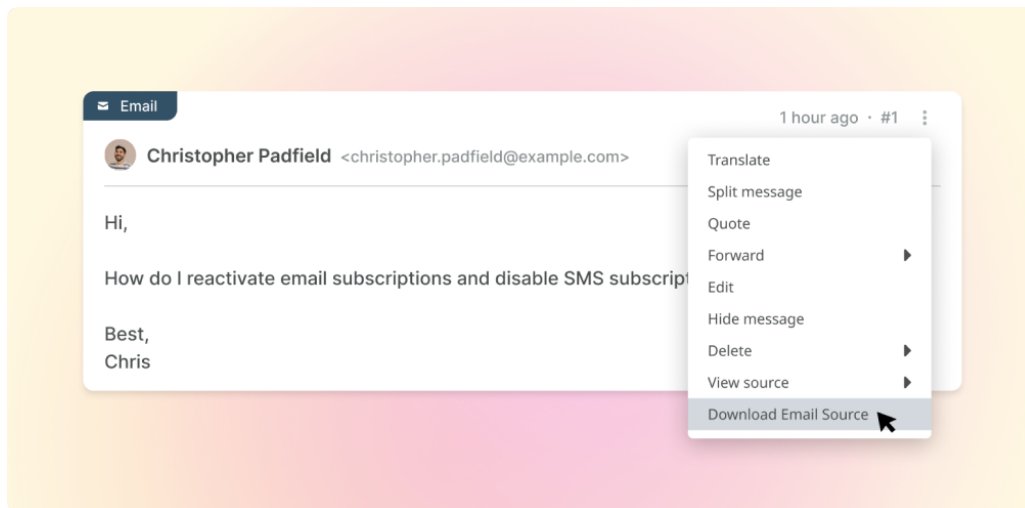 Email
1 hour ago · #1
Christopher Padfield <christopher.padfield@example.com>
Hi,
How do I reactivate email subscriptions and disable SMS
Best,
Chris
Translate
Split message
Quote
Forward
Edit
Hide message
Delete
View source
Download Email Source